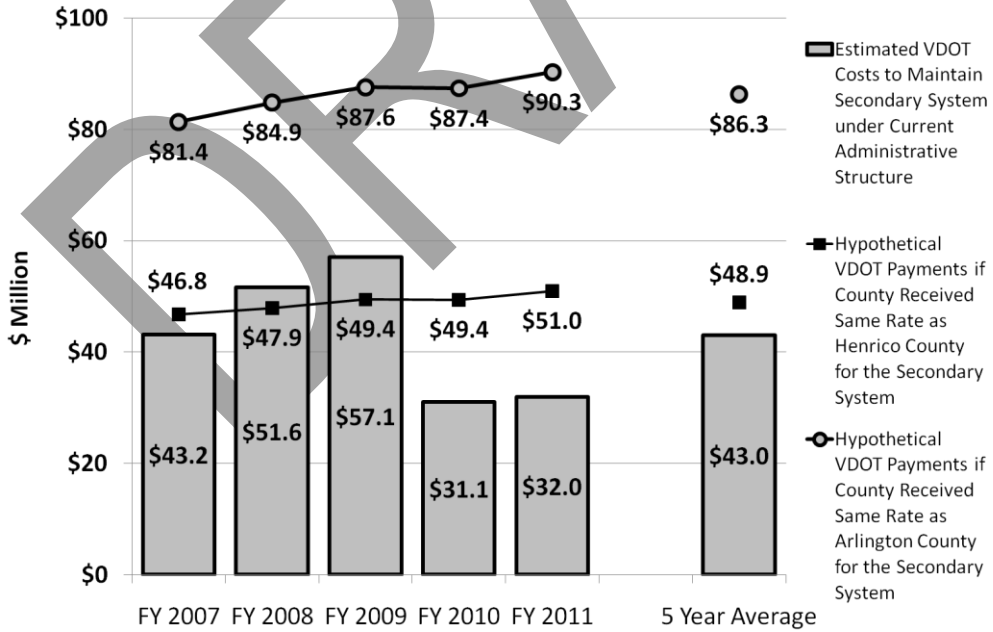 $100
$80
$60
$40
$20
$0
$ Million
$81.4
$84.9
$87.6
$87.4
$90.3
$86.3
$46.8
$47.9
$49.4
$49.4
$51.0
$48.9
$43.2
$51.6
$57.1
$31.1
$32.0
$43.0
FY 2007
FY 2008
FY 2009
FY 2010
FY 2011
5 Year Average
Estimated VDOT
Costs to Maintain
Secondary System
under Current
Administrative
Structure
Hypothetical
VDOT Payments if
County Received
Same Rate as
Henrico County
for the Secondary
System
Hypothetical
VDOT Payments if
County Received
Same Rate as
Arlington County
for the Secondary
System